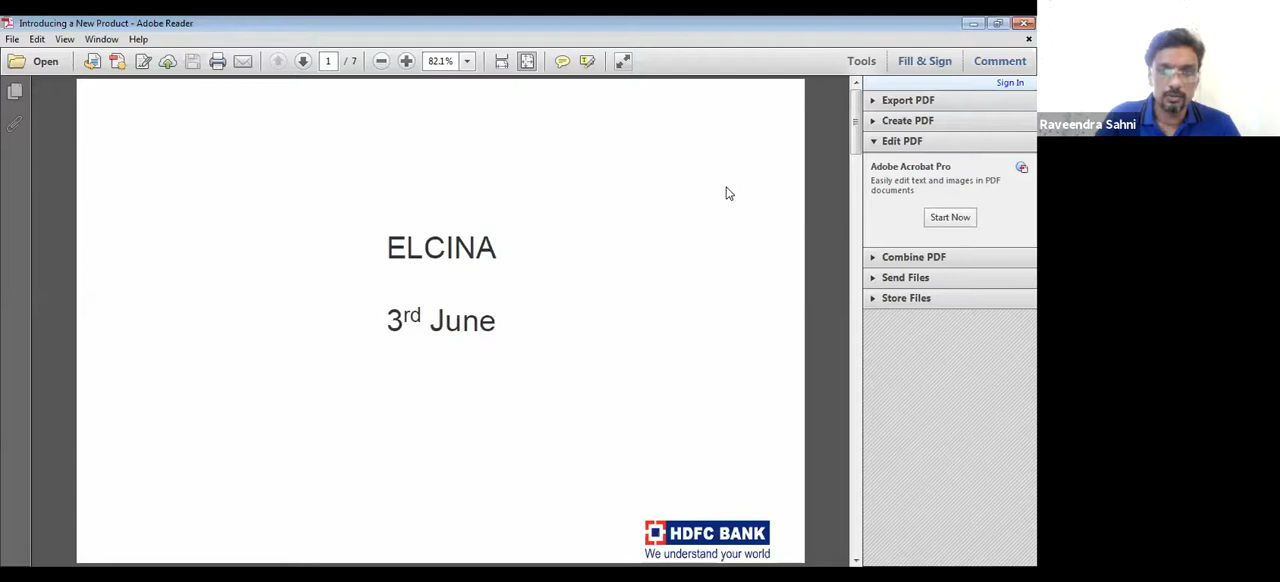 Introducing a New Product - Adobe Reader
File Edit View Window Help
Open 1 / 7 82.1% Tools Fill & Sign Comment
Sign In
Export PDF
Create PDF
Edit PDF
Adobe Acrobat Pro
Easily edit text and images in PDF
documents
Start Now
Combine PDF
Send Files
Store Files
ELCINA
3rd June
HDFC BANK
We understand your world
Raveendra Sahni